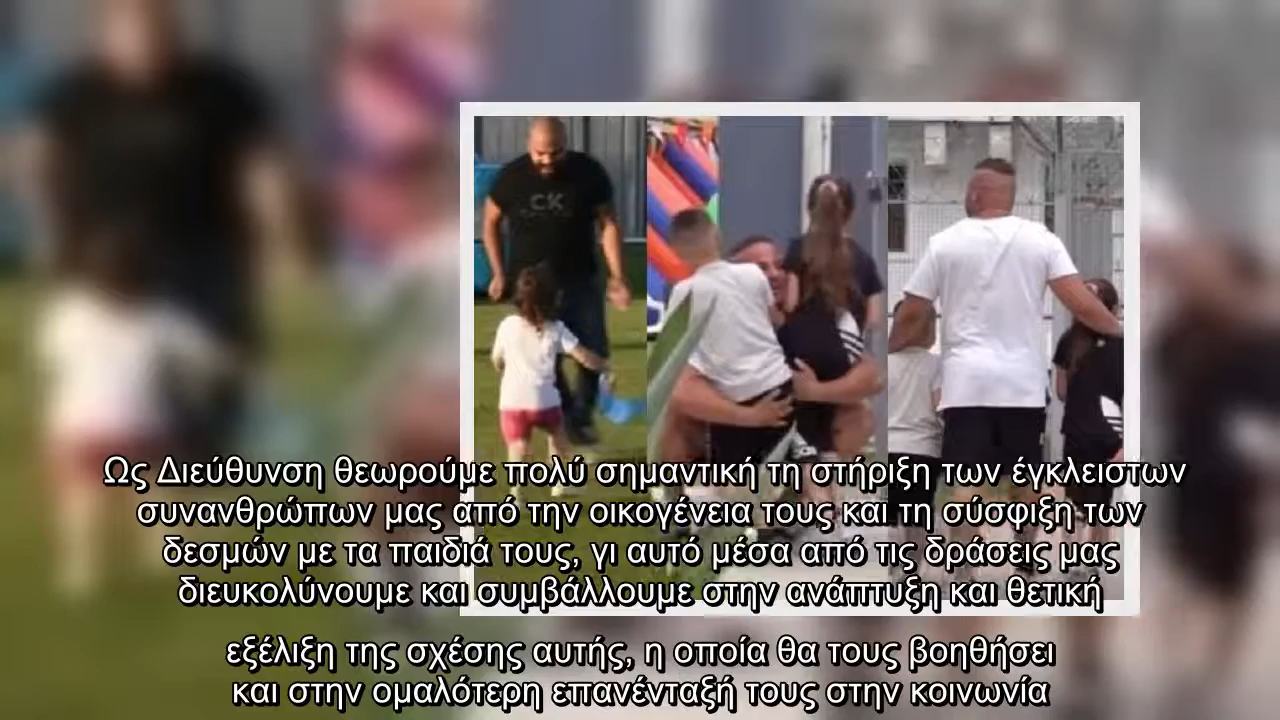 CK
Ως Διεύθυνση θεωρούμε πολύ σημαντική τη στήριξη των έγκλειστων
συνανθρώπων μας από την οικογένεια τους και τη σύσφιξη των
δεσμών με τα παιδιά τους, γι αυτό μέσα από τις δράσεις μας
διευκολύνουμε και συμβάλλουμε στην ανάπτυξη και θετική
εξέλιξη της σχέσης αυτής, η οποία θα τους βοηθήσει
και στην ομαλότερη επανένταξή τους στην κοινωνία